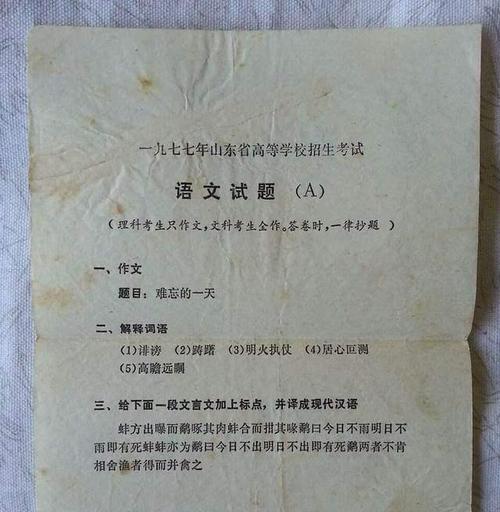 一九七七年山东省高等学校招生考试
语文试题（A）
（理科考生只作文，文科考生全作。答卷时，一律抄题）
一、作文
题目：难忘的一天
二、解释词语
(1)诽谤 (2)踌躇 (3)明火执仗 (4)居心叵测
(5)高瞻远瞩
三、给下面一段文言文加上标点，并译成现代汉语
蚌方出曝而鹬啄其肉蚌合而拑其喙鹬曰今日不雨明日不
雨即有死蚌蚌亦为鹬曰今日不出明日不出即有死鹬两者不肯
相舍渔者得而并禽之